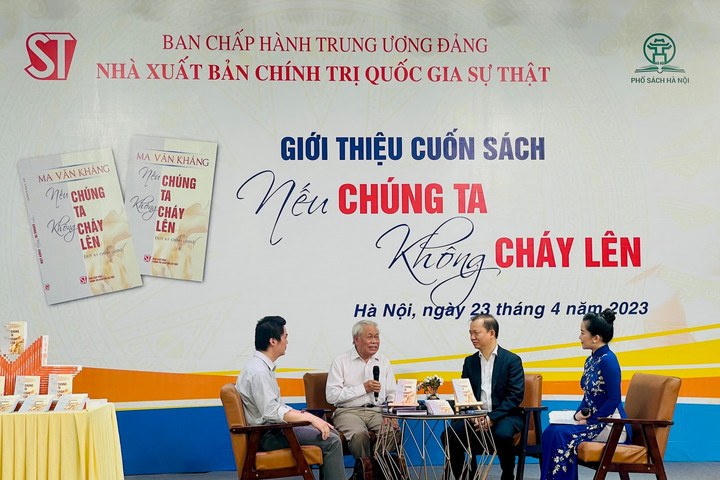 ST
BAN CHẤP HÀNH TRUNG ƯƠNG ĐẢNG
NHÀ XUẤT BẢN CHÍNH TRỊ QUỐC GIA SỰ THẬT
PHỐ SÁCH HÀ NỘI
GIỚI THIỆU CUỐN SÁCH
Nếu CHÚNG TA
Không CHÁY LÊN
Hà Nội, ngày 23 tháng 4 năm 2023
MA VĂN KHÁNG
Nếu CHÚNG
TA
Không CHÁY
LÊN
MA VĂN KHÁNG
Nếu CHÚNG
TA
Không CHÁY
LÊN